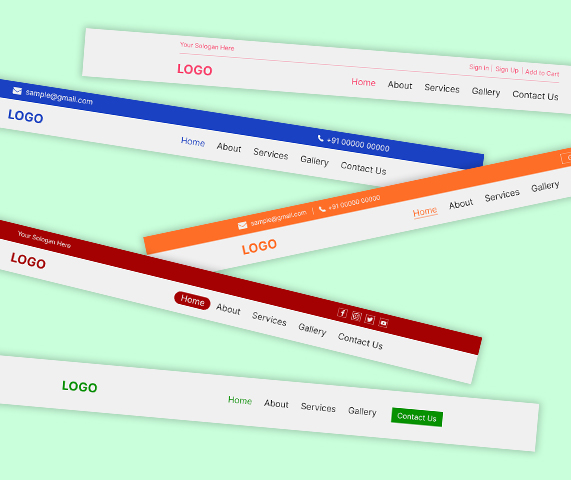 Your Sologan Here
Sign In | Sign Up | Add to Cart
LOGO
Home About Services Gallery Contact Us
sample@gmail.com
+91 00000 00000
LOGO
Home About Services Gallery Contact Us
sample@gmail.com | +91 00000 00000
LOGO
Home About Services Gallery
Your Sologan Here
LOGO
Home About Services Gallery Contact Us
LOGO
Home About Services Gallery Contact Us